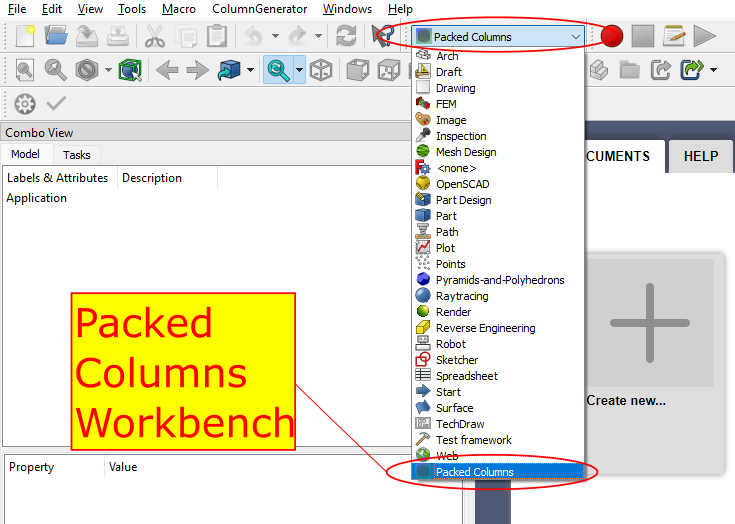 File Edit View Tools Macro ColumnGenerator Windows Help
Packed Columns
Arch
Draft
Drawing
FEM
Image
Inspection
Mesh Design
<none>
OpenSCAD
Part Design
Part
Path
Plot
Points
Pyramids-and-Polyhedrons
Raytracing
Render
Reverse Engineering
Robot
Sketcher
Spreadsheet
Start
Surface
TechDraw
Test framework
Web
Packed Columns
Combo View
Model Tasks
Labels & Attributes Description
Application
Packed
Columns
Workbench
Property Value
CUMENTS HELP
Create new...